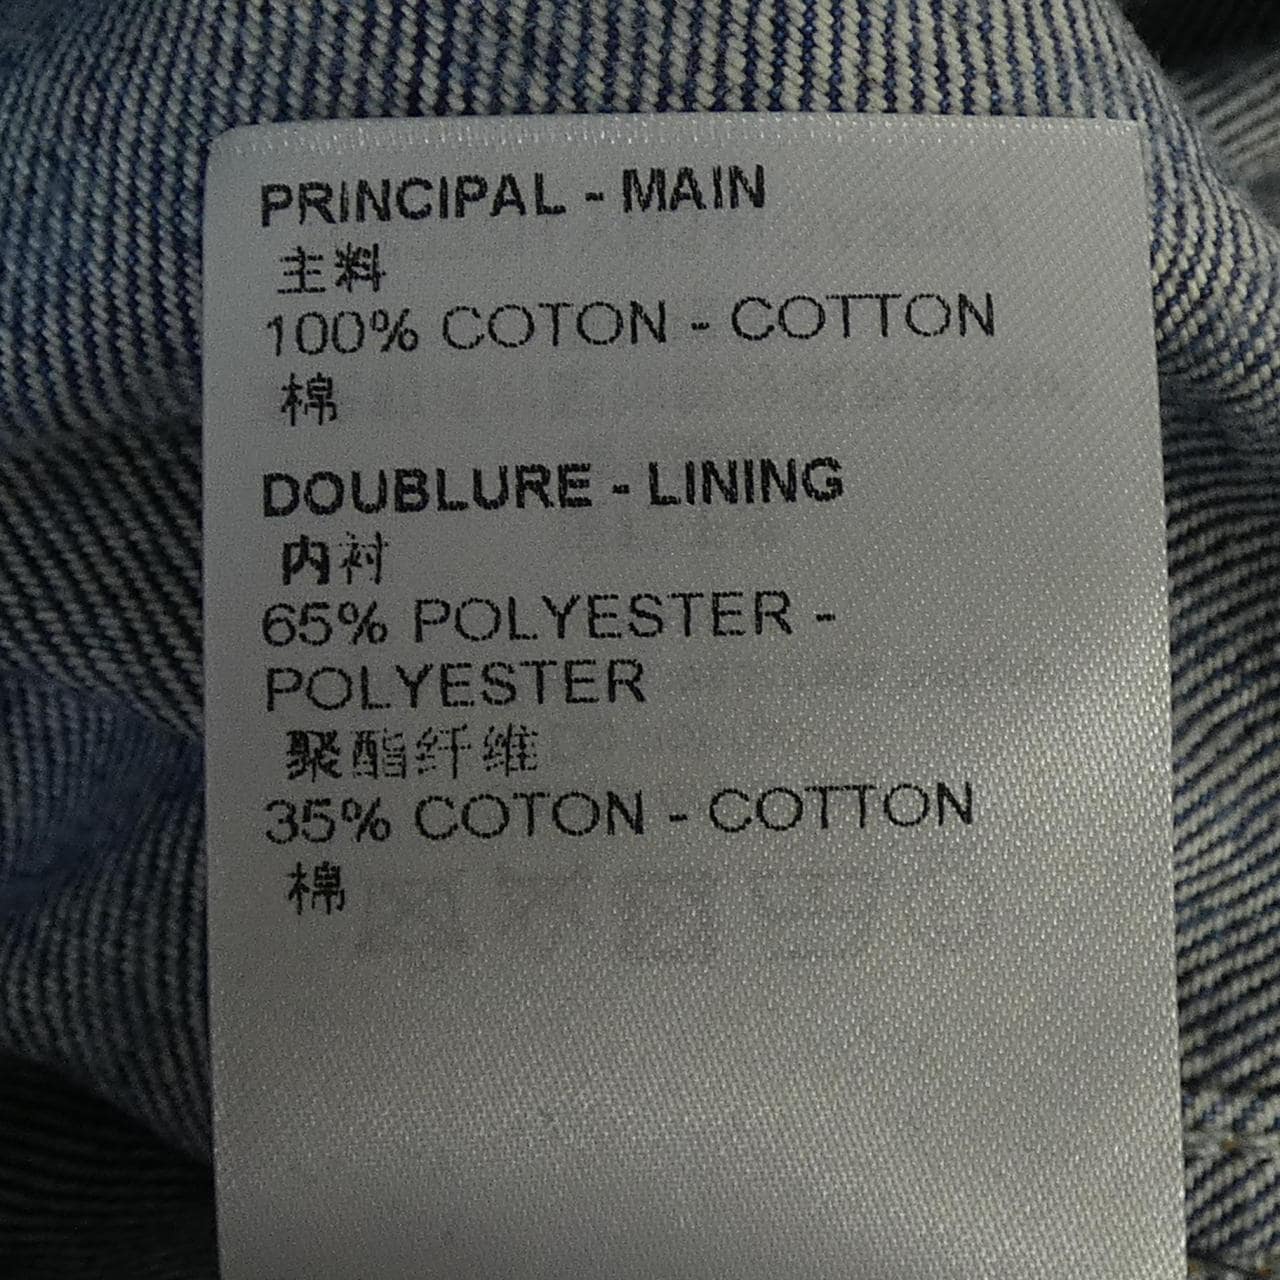 PRINCIPAL - MAIN
主料
100% COTON - COTTON
棉
DOUBLURE - LINING
内衬
65% POLYESTER -
POLYESTER
聚酯纤维
35% COTON - COTTON
棉